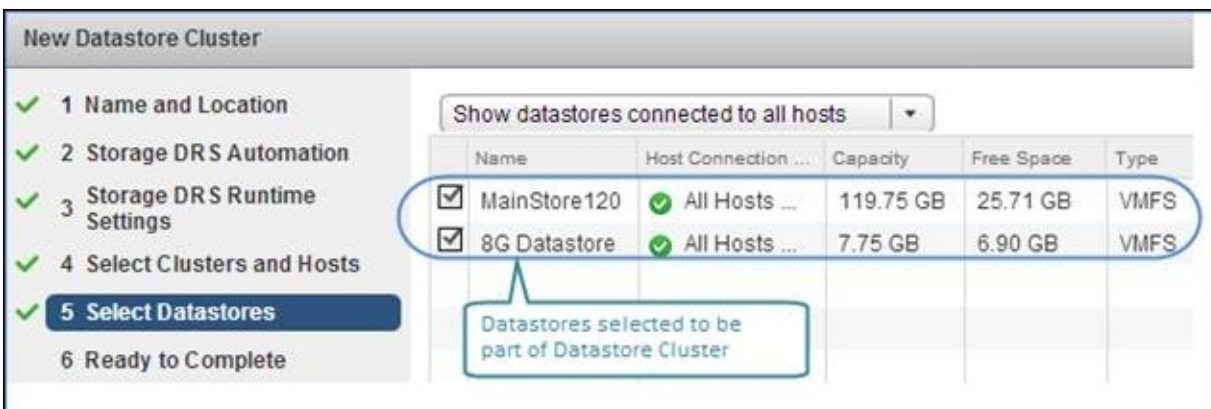 New Datastore Cluster
1 Name and Location
2 Storage DRS Automation
3 Storage DRS Runtime
Settings
4 Select Clusters and Hosts
5 Select Datastores
6 Ready to Complete
Show datastores connected to all hosts
Name Host Connection ... Capacity Free Space Type
MainStore120 All Hosts ... 119.75 GB 25.71 GB VMFS
8G Datastore All Hosts ... 7.75 GB 6.90 GB VMFS
Datastores selected to be
part of Datastore Cluster